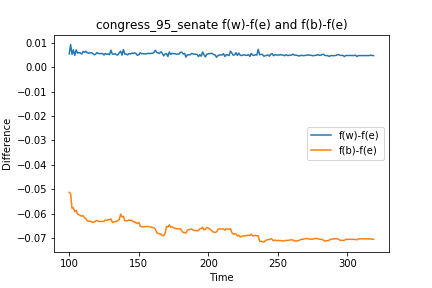 congress_95_senate f(w)-f(e) and f(b)-f(e)
0.01
0.00
−0.01
−0.02
−0.03
−0.04
−0.05
−0.06
−0.07
Difference
f(w)-f(e)
f(b)-f(e)
100
150
200
250
300
Time